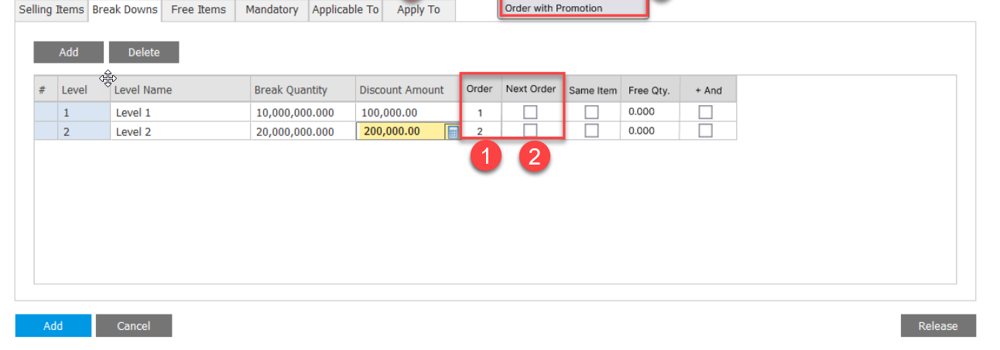 Order with Promotion
Selling Items Break Downs Free Items Mandatory Applicable To Apply To
Add Delete
# Level Level Name Break Quantity Discount Amount Order Next Order Same Item Free Qty. + And
1 Level 1 10,000,000.000 100,000.00 1 0.000
2 Level 2 20,000,000.000 200,000.00 2 0.000
1 2
Add Cancel Release